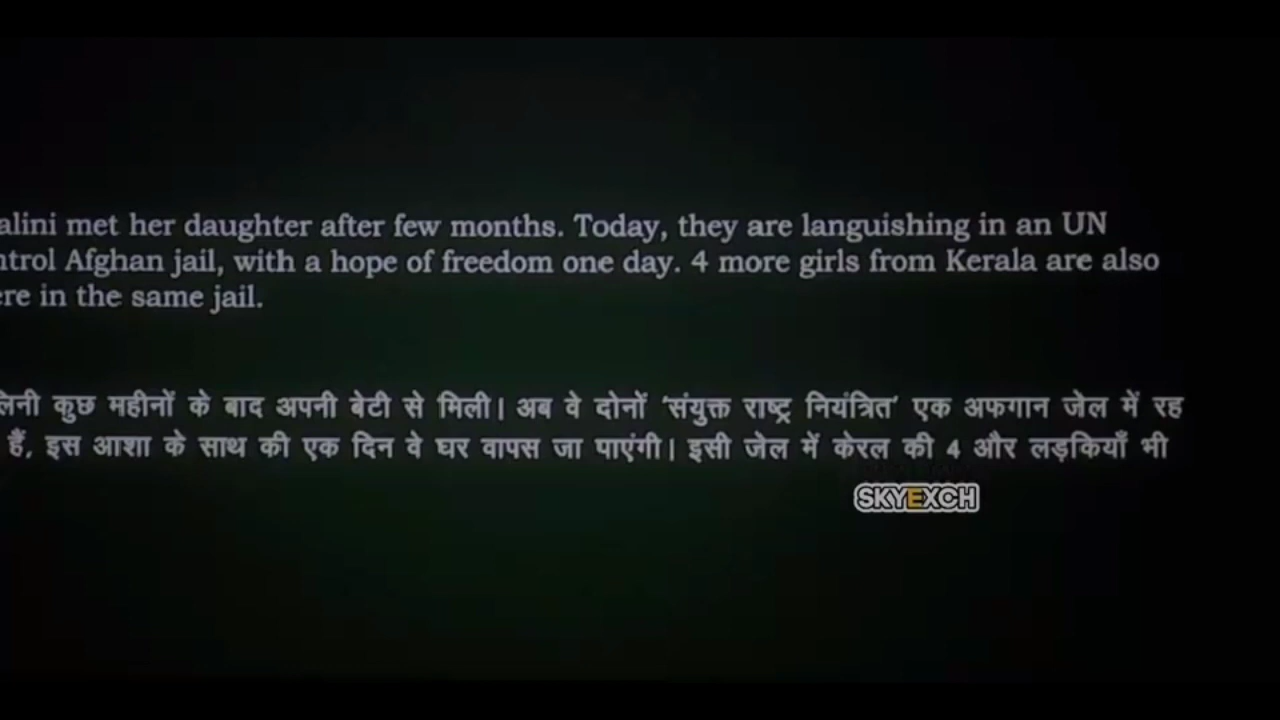 alini met her daughter after few months. Today, they are languishing in an UN
ntrol Afghan jail, with a hope of freedom one day. 4 more girls from Kerala are also
ere in the same jail.
लिनी कुछ महीनों के बाद अपनी बेटी से मिली। अब वे दोनों 'संयुक्त राष्ट्र नियंत्रित' एक अफगान जेल में रह
हैं, इस आशा के साथ की एक दिन वे घर वापस जा पाएंगी। इसी जेल में केरल की 4 और लड़कियाँ भी
SKYEXCH